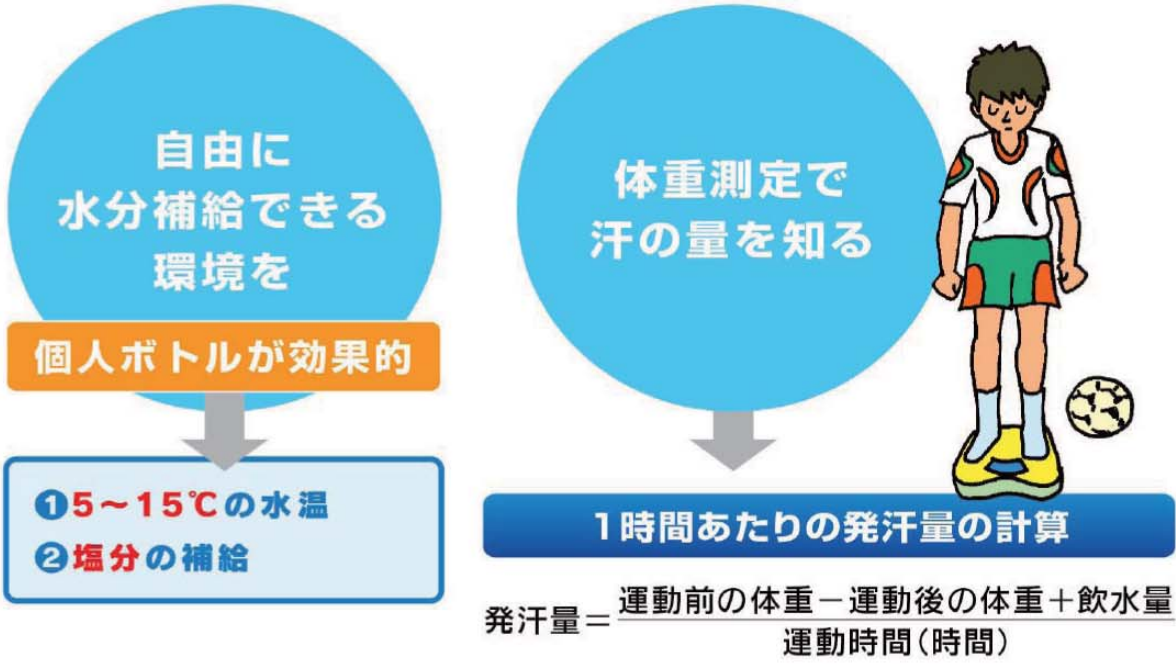 自由に
水分補給できる
環境を
個人ボトルが効果的
❶5～15℃の水温
❷塩分の補給
体重測定で
汗の量を知る
1時間あたりの発汗量の計算
発汗量＝運動前の体重－運動後の体重＋飲水量
運動時間(時間)